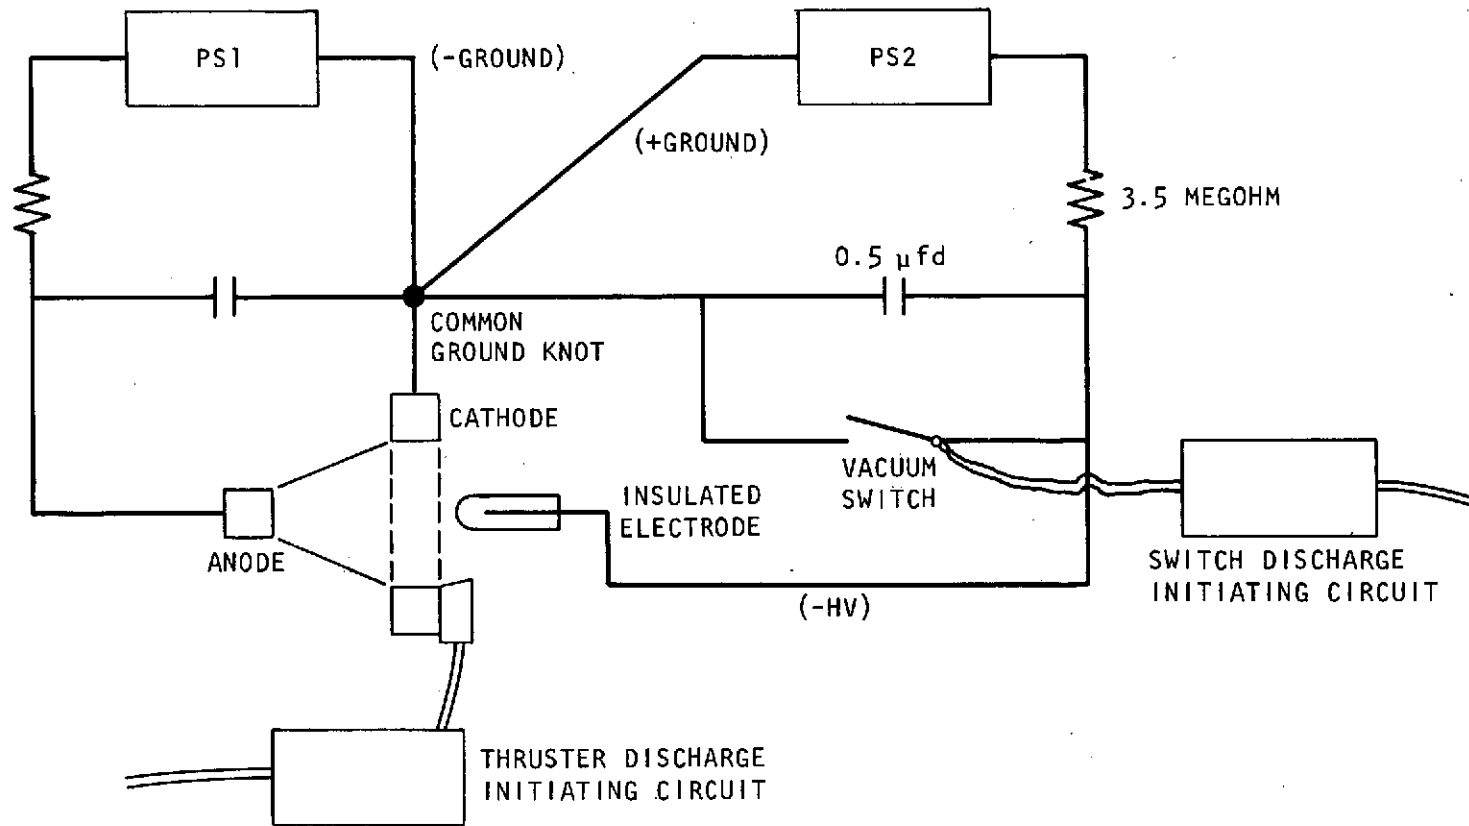 PS1
(-GROUND)
PS2
(+GROUND)
3.5 MEGOHM
0.5 μfd
COMMON
GROUND KNOT
CATHODE
VACUUM
SWITCH
INSULATED
ELECTRODE
ANODE
SWITCH DISCHARGE
INITIATING CIRCUIT
(-HV)
THRUSTER DISCHARGE
INITIATING CIRCUIT